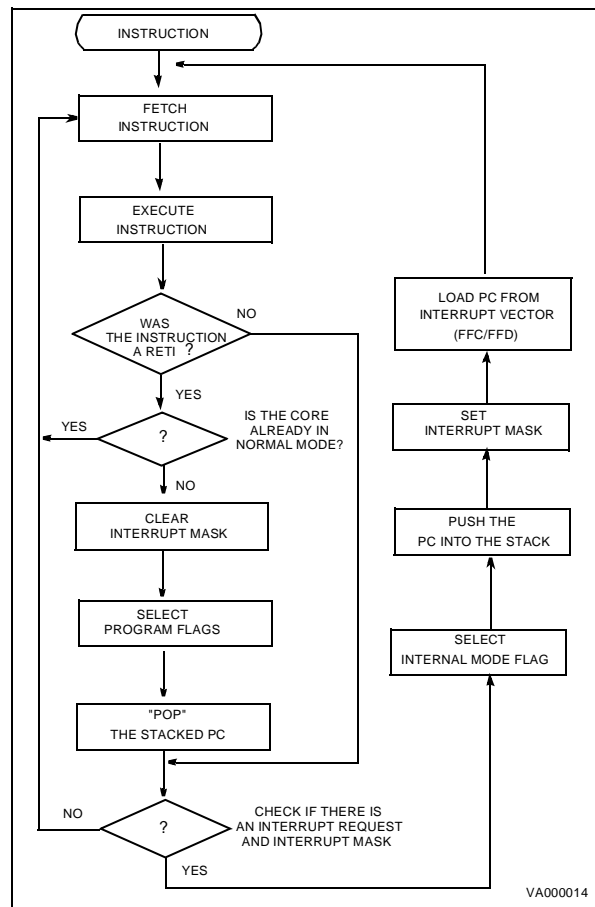 INSTRUCTION
FETCH
INSTRUCTION
EXECUTE
INSTRUCTION
WAS
THE INSTRUCTION
A RETI ?
NO
YES
?
IS THE CORE
ALREADY IN
NORMAL MODE?
YES
NO
CLEAR
INTERRUPT MASK
SELECT
PROGRAM FLAGS
"POP"
THE STACKED PC
?
CHECK IF THERE IS
AN INTERRUPT REQUEST
AND INTERRUPT MASK
NO
YES
LOAD PC FROM
INTERRUPT VECTOR
(FFC/FFD)
SET
INTERRUPT MASK
PUSH THE
PC INTO THE STACK
SELECT
INTERNAL MODE FLAG
VA000014